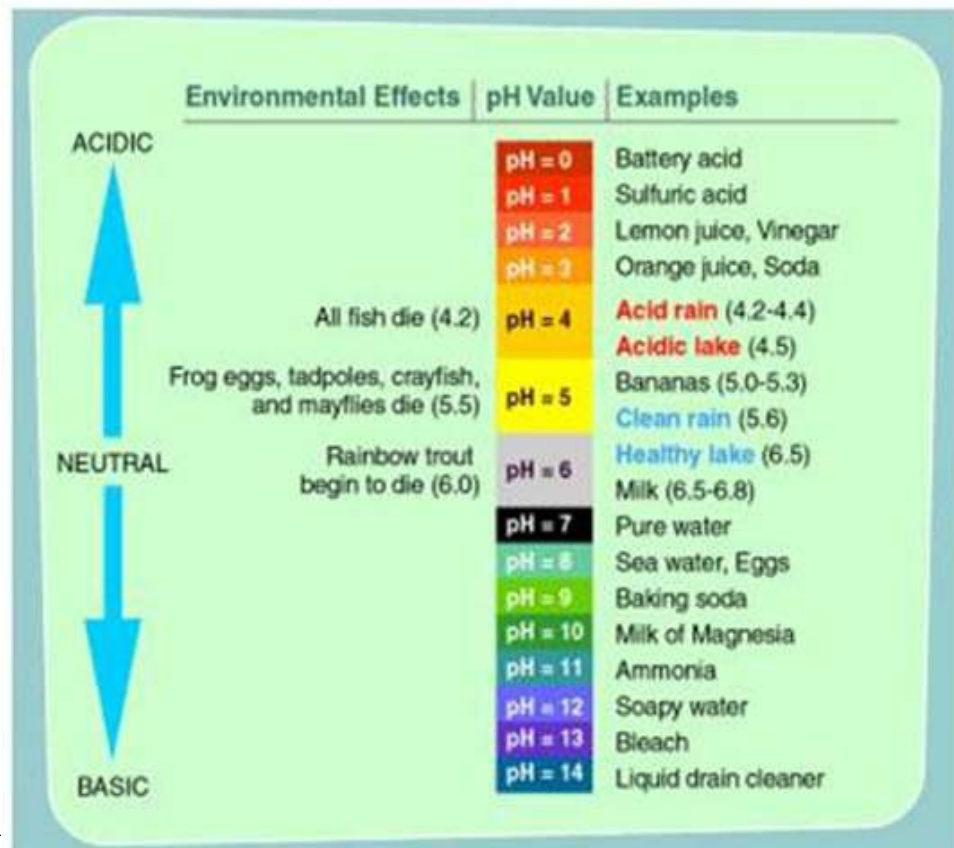 Environmental Effects pH Value Examples
ACIDIC
pH = 0 Battery acid
pH = 1 Sulfuric acid
pH = 2 Lemon juice, Vinegar
pH = 3 Orange juice, Soda
All fish die (4.2) pH = 4 Acid rain (4.2-4.4)
Acidic lake (4.5)
Frog eggs, tadpoles, crayfish,
and mayflies die (5.5) pH = 5 Bananas (5.0-5.3)
Clean rain (5.6)
NEUTRAL
Rainbow trout
begin to die (6.0) pH = 6 Healthy lake (6.5)
Milk (6.5-6.8)
pH = 7 Pure water
pH = 8 Sea water, Eggs
pH = 9 Baking soda
pH = 10 Milk of Magnesia
pH = 11 Ammonia
pH = 12 Soapy water
pH = 13 Bleach
pH = 14 Liquid drain cleaner
BASIC